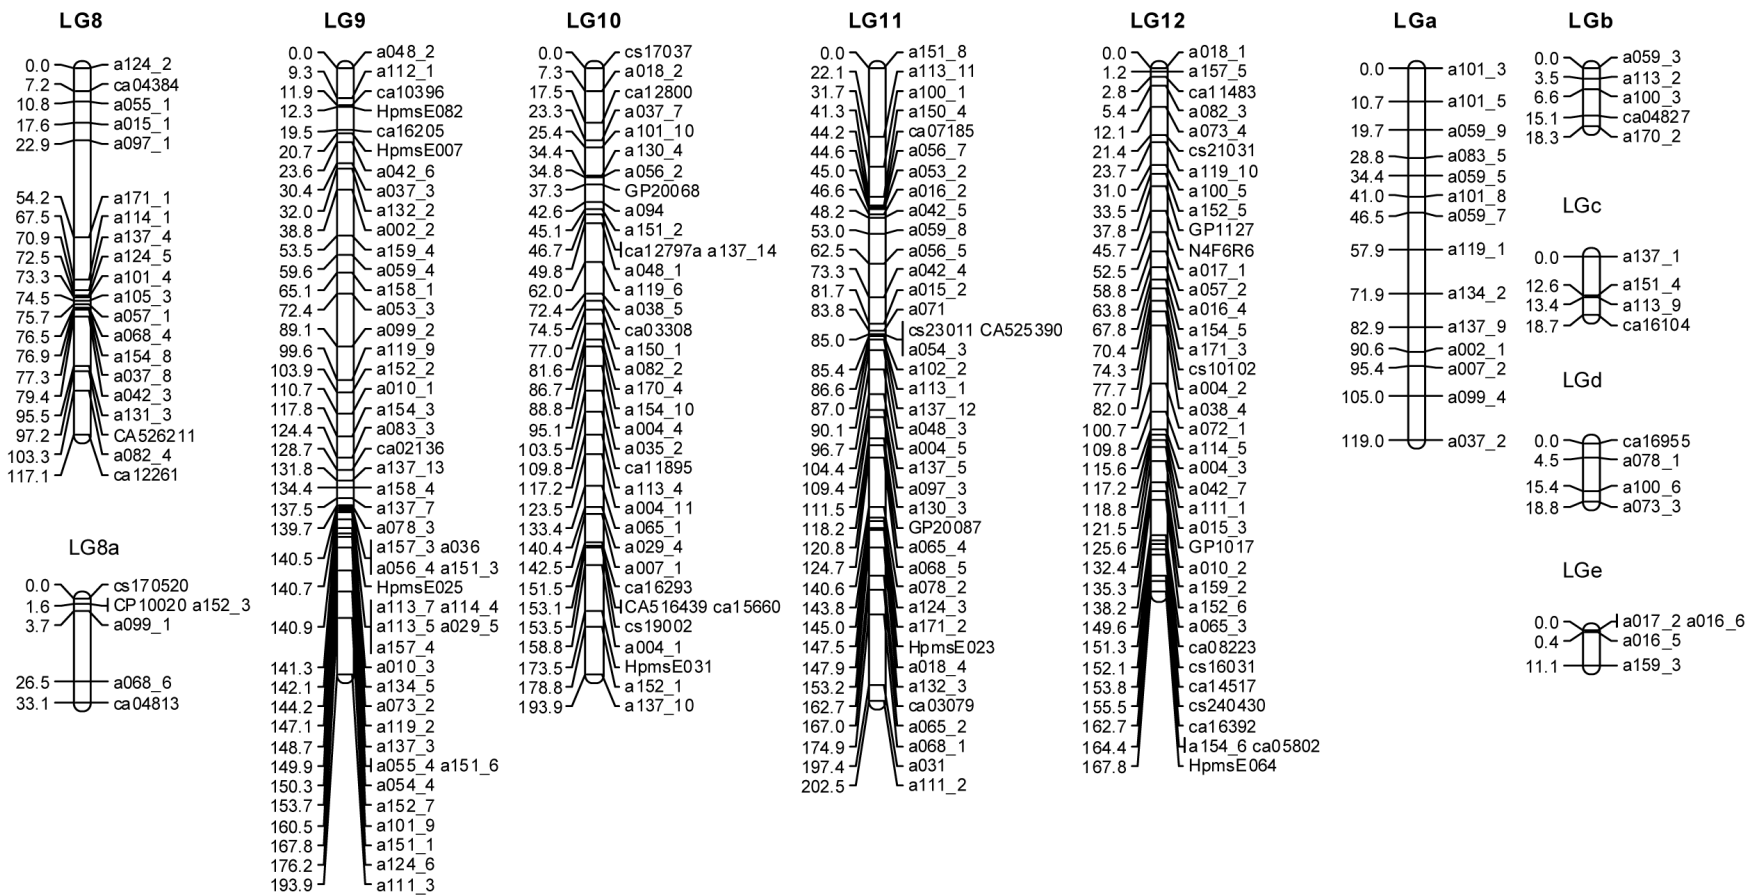 LG8
0.0 a124_2
7.2 ca04384
10.8 a055_1
17.6 a015_1
22.9 a097_1
54.2 a171_1
67.5 a114_1
70.9 a137_4
72.5 a124_5
73.3 a101_4
74.5 a105_3
75.7 a057_1
76.5 a068_4
76.9 a154_8
77.3 a037_8
79.4 a042_3
95.5 a131_3
97.2 CA526211
103.3 a082_4
117.1 ca12261
LG8a
0.0 cs170520
1.6 CP10020 a152_3
3.7 a099_1
26.5 a068_6
33.1 ca04813
LG9
0.0 a048_2
9.3 a112_1
11.9 ca10396
12.3 HpmsE082
19.5 ca16205
20.7 HpmsE007
23.6 a042_6
30.4 a037_3
32.0 a132_2
38.8 a002_2
53.5 a159_4
59.6 a059_4
65.1 a158_1
72.4 a053_3
89.1 a099_2
99.6 a119_9
103.9 a152_2
110.7 a010_1
117.8 a154_3
124.4 a083_3
128.7 ca02136
131.8 a137_13
134.4 a158_4
137.5 a137_7
139.7 a078_3
a157_3 a036
140.5
a056_4 a151_3
140.7 HpmsE025
a113_7 a114_4
140.9 a113_5 a029_5
a157_4
141.3 a010_3
142.1 a134_5
144.2 a073_2
147.1 a119_2
148.7 a137_3
149.9 a055_4 a151_6
150.3 a054_4
153.7 a152_7
160.5 a101_9
167.8 a151_1
176.2 a124_6
193.9 a111_3
LG10
0.0 cs17037
7.3 a018_2
17.5 ca12800
23.3 a037_7
25.4 a101_10
34.4 a130_4
34.8 a056_2
37.3 GP20068
42.6 a094
45.1 a151_2
46.7 ca12797a a137_14
49.8 a048_1
62.0 a119_6
72.4 a038_5
74.5 ca03308
77.0 a150_1
81.6 a082_2
86.7 a170_4
88.8 a154_10
95.1 a004_4
103.5 a035_2
109.8 ca11895
117.2 a113_4
123.5 a004_11
133.4 a065_1
140.4 a029_4
142.5 a007_1
151.5 ca16293
153.1 CA516439 ca15660
153.5 cs19002
158.8 a004_1
173.5 HpmsE031
178.8 a152_1
193.9 a137_10
LG11
0.0 a151_8
22.1 a113_11
31.7 a100_1
41.3 a150_4
44.2 ca07185
44.6 a056_7
45.0 a053_2
46.6 a016_2
48.2 a042_5
53.0 a059_8
62.5 a056_5
73.3 a042_4
81.7 a015_2
83.8 a071
cs23011 CA525390
85.0
a054_3
85.4 a102_2
86.6 a113_1
87.0 a137_12
90.1 a048_3
96.7 a004_5
104.4 a137_5
109.4 a097_3
111.5 a130_3
118.2 GP20087
120.8 a065_4
124.7 a068_5
140.6 a078_2
143.8 a124_3
145.0 a171_2
147.5 HpmsE023
147.9 a018_4
153.2 a132_3
162.7 ca03079
167.0 a065_2
174.9 a068_1
197.4 a031
202.5 a111_2
LG12
0.0 a018_1
1.2 a157_5
2.8 ca11483
5.4 a082_3
12.1 a073_4
21.4 cs21031
23.7 a119_10
31.0 a100_5
33.5 a152_5
37.8 GP1127
45.7 N4F6R6
52.5 a017_1
58.8 a057_2
63.8 a016_4
67.8 a154_5
70.4 a171_3
74.3 cs10102
77.7 a004_2
82.0 a038_4
100.7 a072_1
109.8 a114_5
115.6 a004_3
117.2 a042_7
118.8 a111_1
121.5 a015_3
125.6 GP1017
132.4 a010_2
135.3 a159_2
138.2 a152_6
149.6 a065_3
151.3 ca08223
152.1 cs16031
153.8 ca14517
155.5 cs240430
162.7 ca16392
164.4 a154_6 ca05802
167.8 HpmsE064
LGa
0.0 a101_3
10.7 a101_5
19.7 a059_9
28.8 a083_5
34.4 a059_5
41.0 a101_8
46.5 a059_7
57.9 a119_1
71.9 a134_2
82.9 a137_9
90.6 a002_1
95.4 a007_2
105.0 a099_4
119.0 a037_2
LGb
0.0 a059_3
3.5 a113_2
6.6 a100_3
15.1 ca04827
18.3 a170_2
LGc
0.0 a137_1
12.6 a151_4
13.4 a113_9
18.7 ca16104
LGd
0.0 ca16955
4.5 a078_1
15.4 a100_6
18.8 a073_3
LGe
0.0 a017_2 a016_6
0.4 a016_5
11.1 a159_3